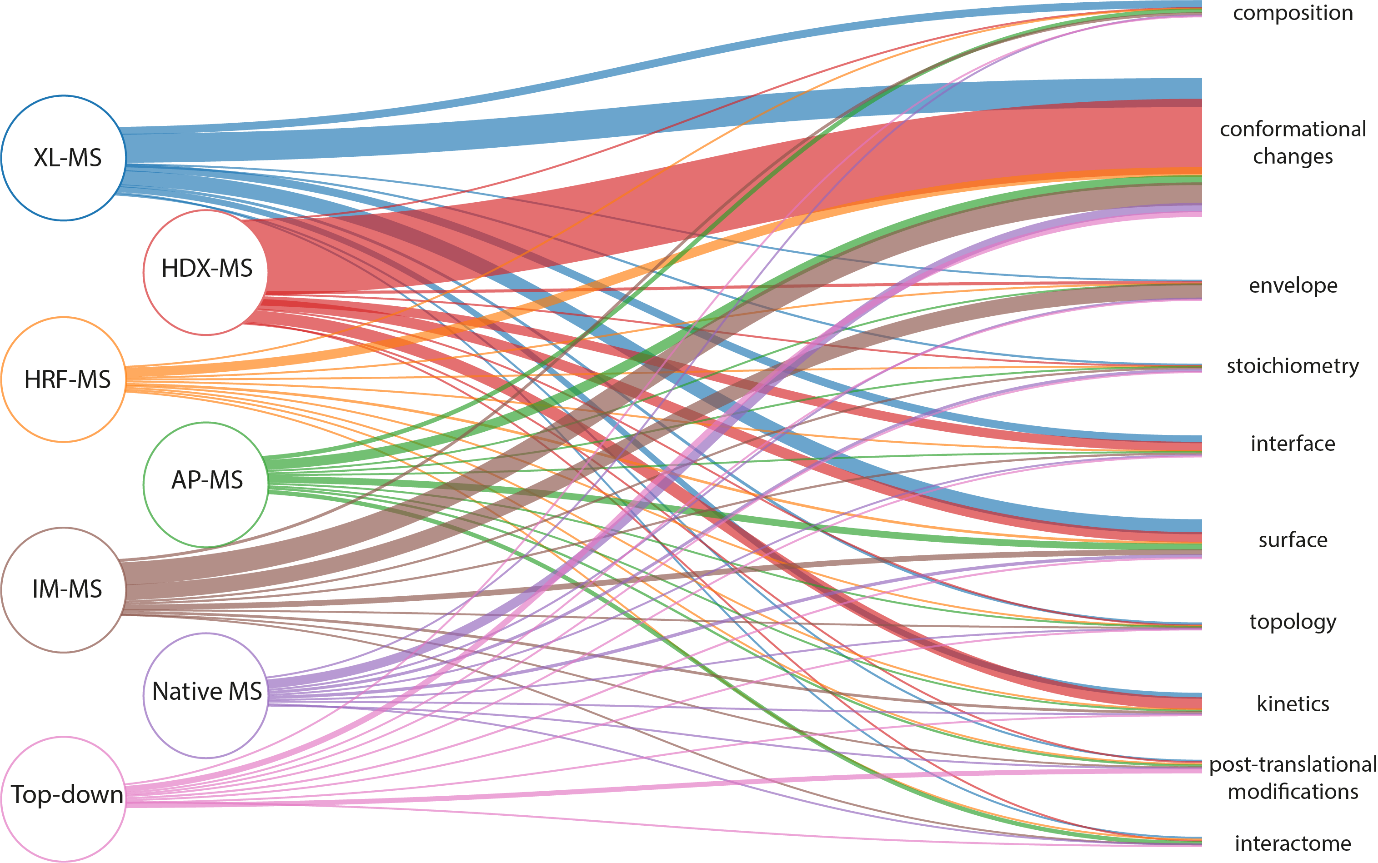 XL-MS
HDX-MS
HRF-MS
AP-MS
IM-MS
Native MS
Top-down
composition
conformational
changes
envelope
stoichiometry
interface
surface
topology
kinetics
post-translational
modifications
interactome